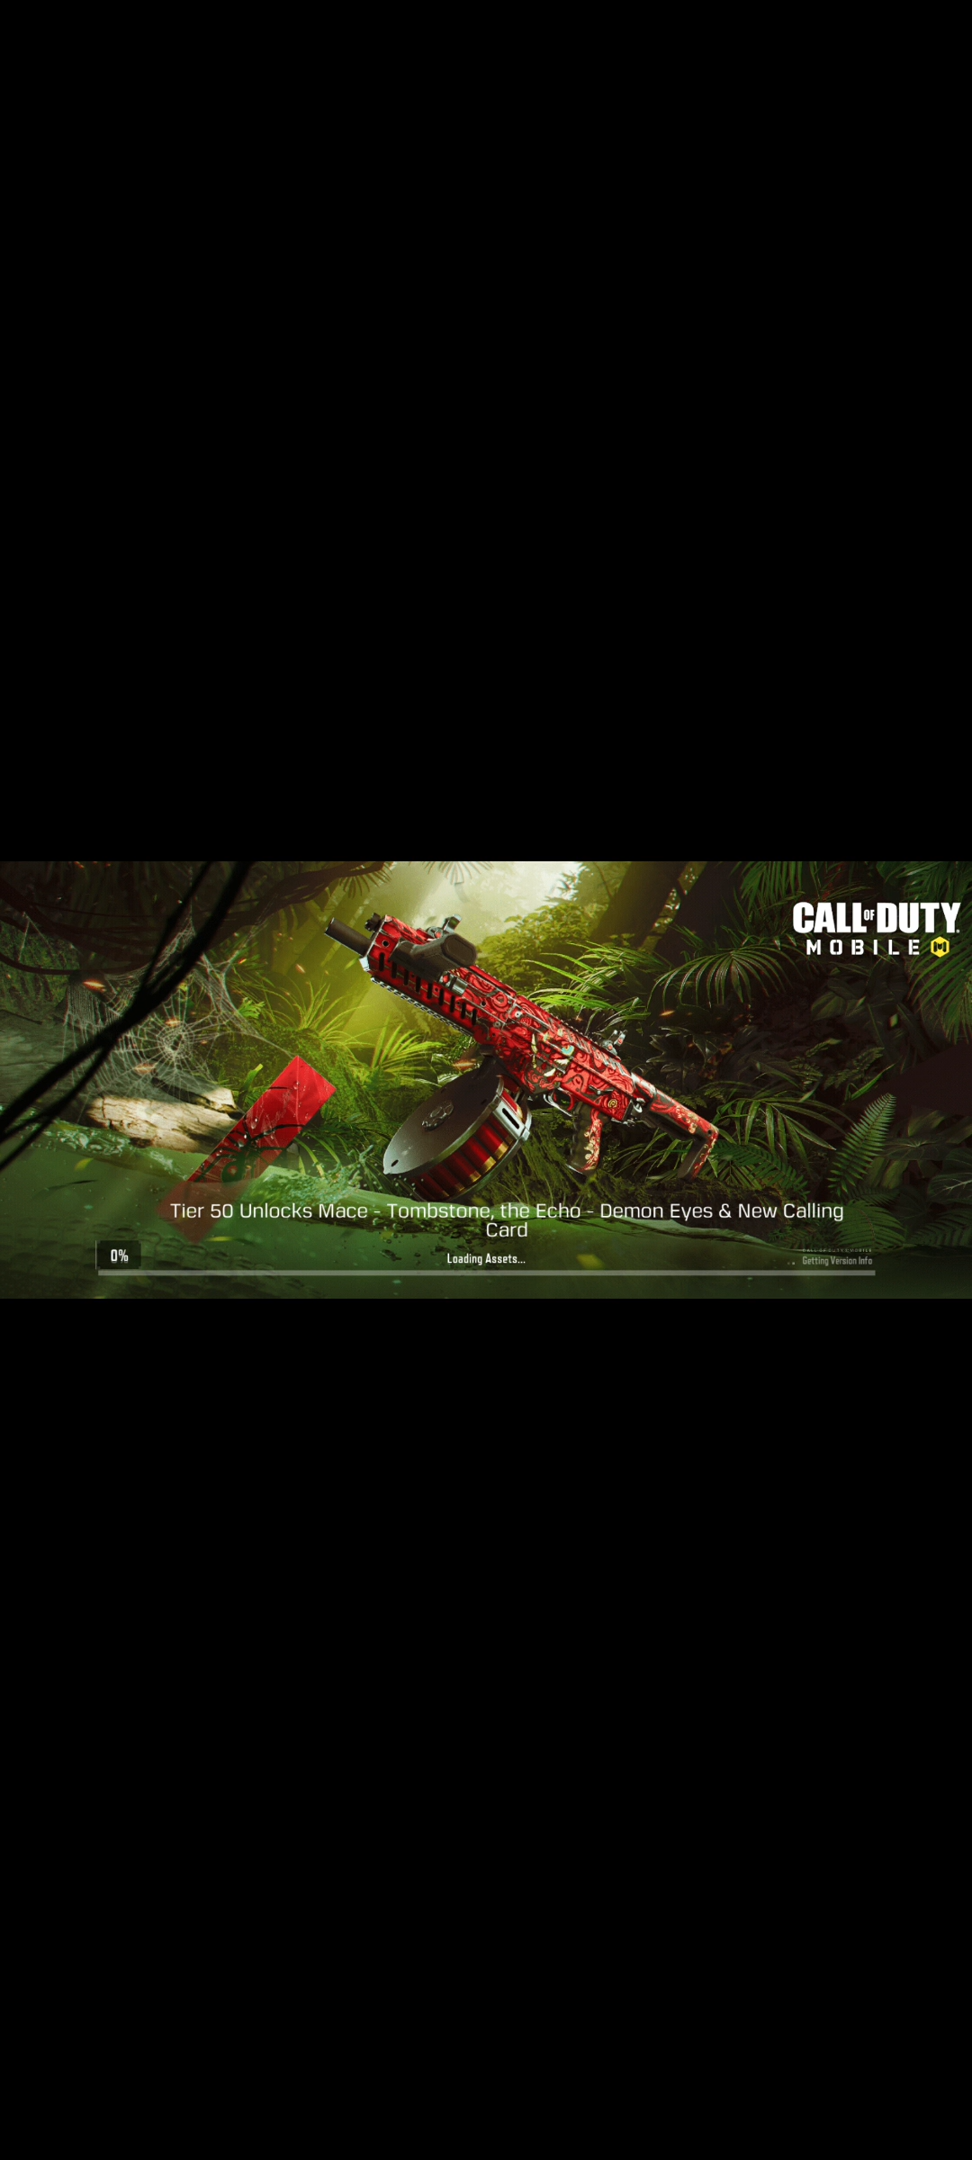 CALL OF DUTY
MOBILE
Tier 50 Unlocks Mace - Tombstone, the Echo - Demon Eyes & New Calling
Card
0%
Loading Assets...
Getting Version Info